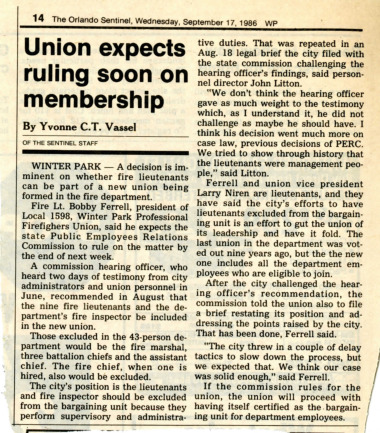 14 The Orlando Sentinel, Wednesday, September 17, 1986 WP
Union expects
ruling soon on
membership
By Yvonne C.T. Vassel
OF THE SENTINEL STAFF
WINTER PARK — A decision is im-
minent on whether fire lieutenants
can be part of a new union being
formed in the fire department.
Fire Lt. Bobby Ferrell, president of
Local 1598, Winter Park Professional
Firefighers Union, said he expects the
state Public Employees Relations
Commission to rule on the matter by
the end of next week.
A commission hearing officer, who
heard two days of testimony from city
administrators and union personnel in
June, recommended in August that
the nine fire lieutenants and the de-
partment's fire inspector be included
in the new union.
Those excluded in the 43-person de-
partment would be the fire marshal,
three battalion chiefs and the assistant
chief. The fire chief, when one is
hired, also would be excluded.
The city's position is the lieutenants
and fire inspector should be excluded
from the bargaining unit because they
perform supervisory and administra-
tive duties. That was repeated in an
Aug. 18 legal brief the city filed with
the state commission challenging the
hearing officer's findings, said person-
nel director John Litton.
"We don't think the hearing officer
gave as much weight to the testimony
which, as I understand it, he did not
challenge as maybe he should have. I
think his decision went much more on
case law, previous decisions of PERC.
We tried to show through history that
the lieutenants were management peo-
ple," said Litton.
Ferrell and union vice president
Larry Niren are lieutenants, and they
have said the city's efforts to have
lieutenants excluded from the bargain-
ing unit is an effort to gut the union of
its leadership and have it fold. The
last union in the department was vot-
ed out nine years ago, but the the new
one includes all the department em-
ployees who are eligible to join.
After the city challenged the hear-
ing officer's recommendation, the
commission told the union also to file
a brief restating its position and ad-
dressing the points raised by the city.
That has been done, Ferrell said.
"The city threw in a couple of delay
tactics to slow down the process, but
we expected that. We think our case
was solid enough," said Ferrell.
If the commission rules for the
union, the union will proceed with
having itself certified as the bargain-
ing unit for department employees.